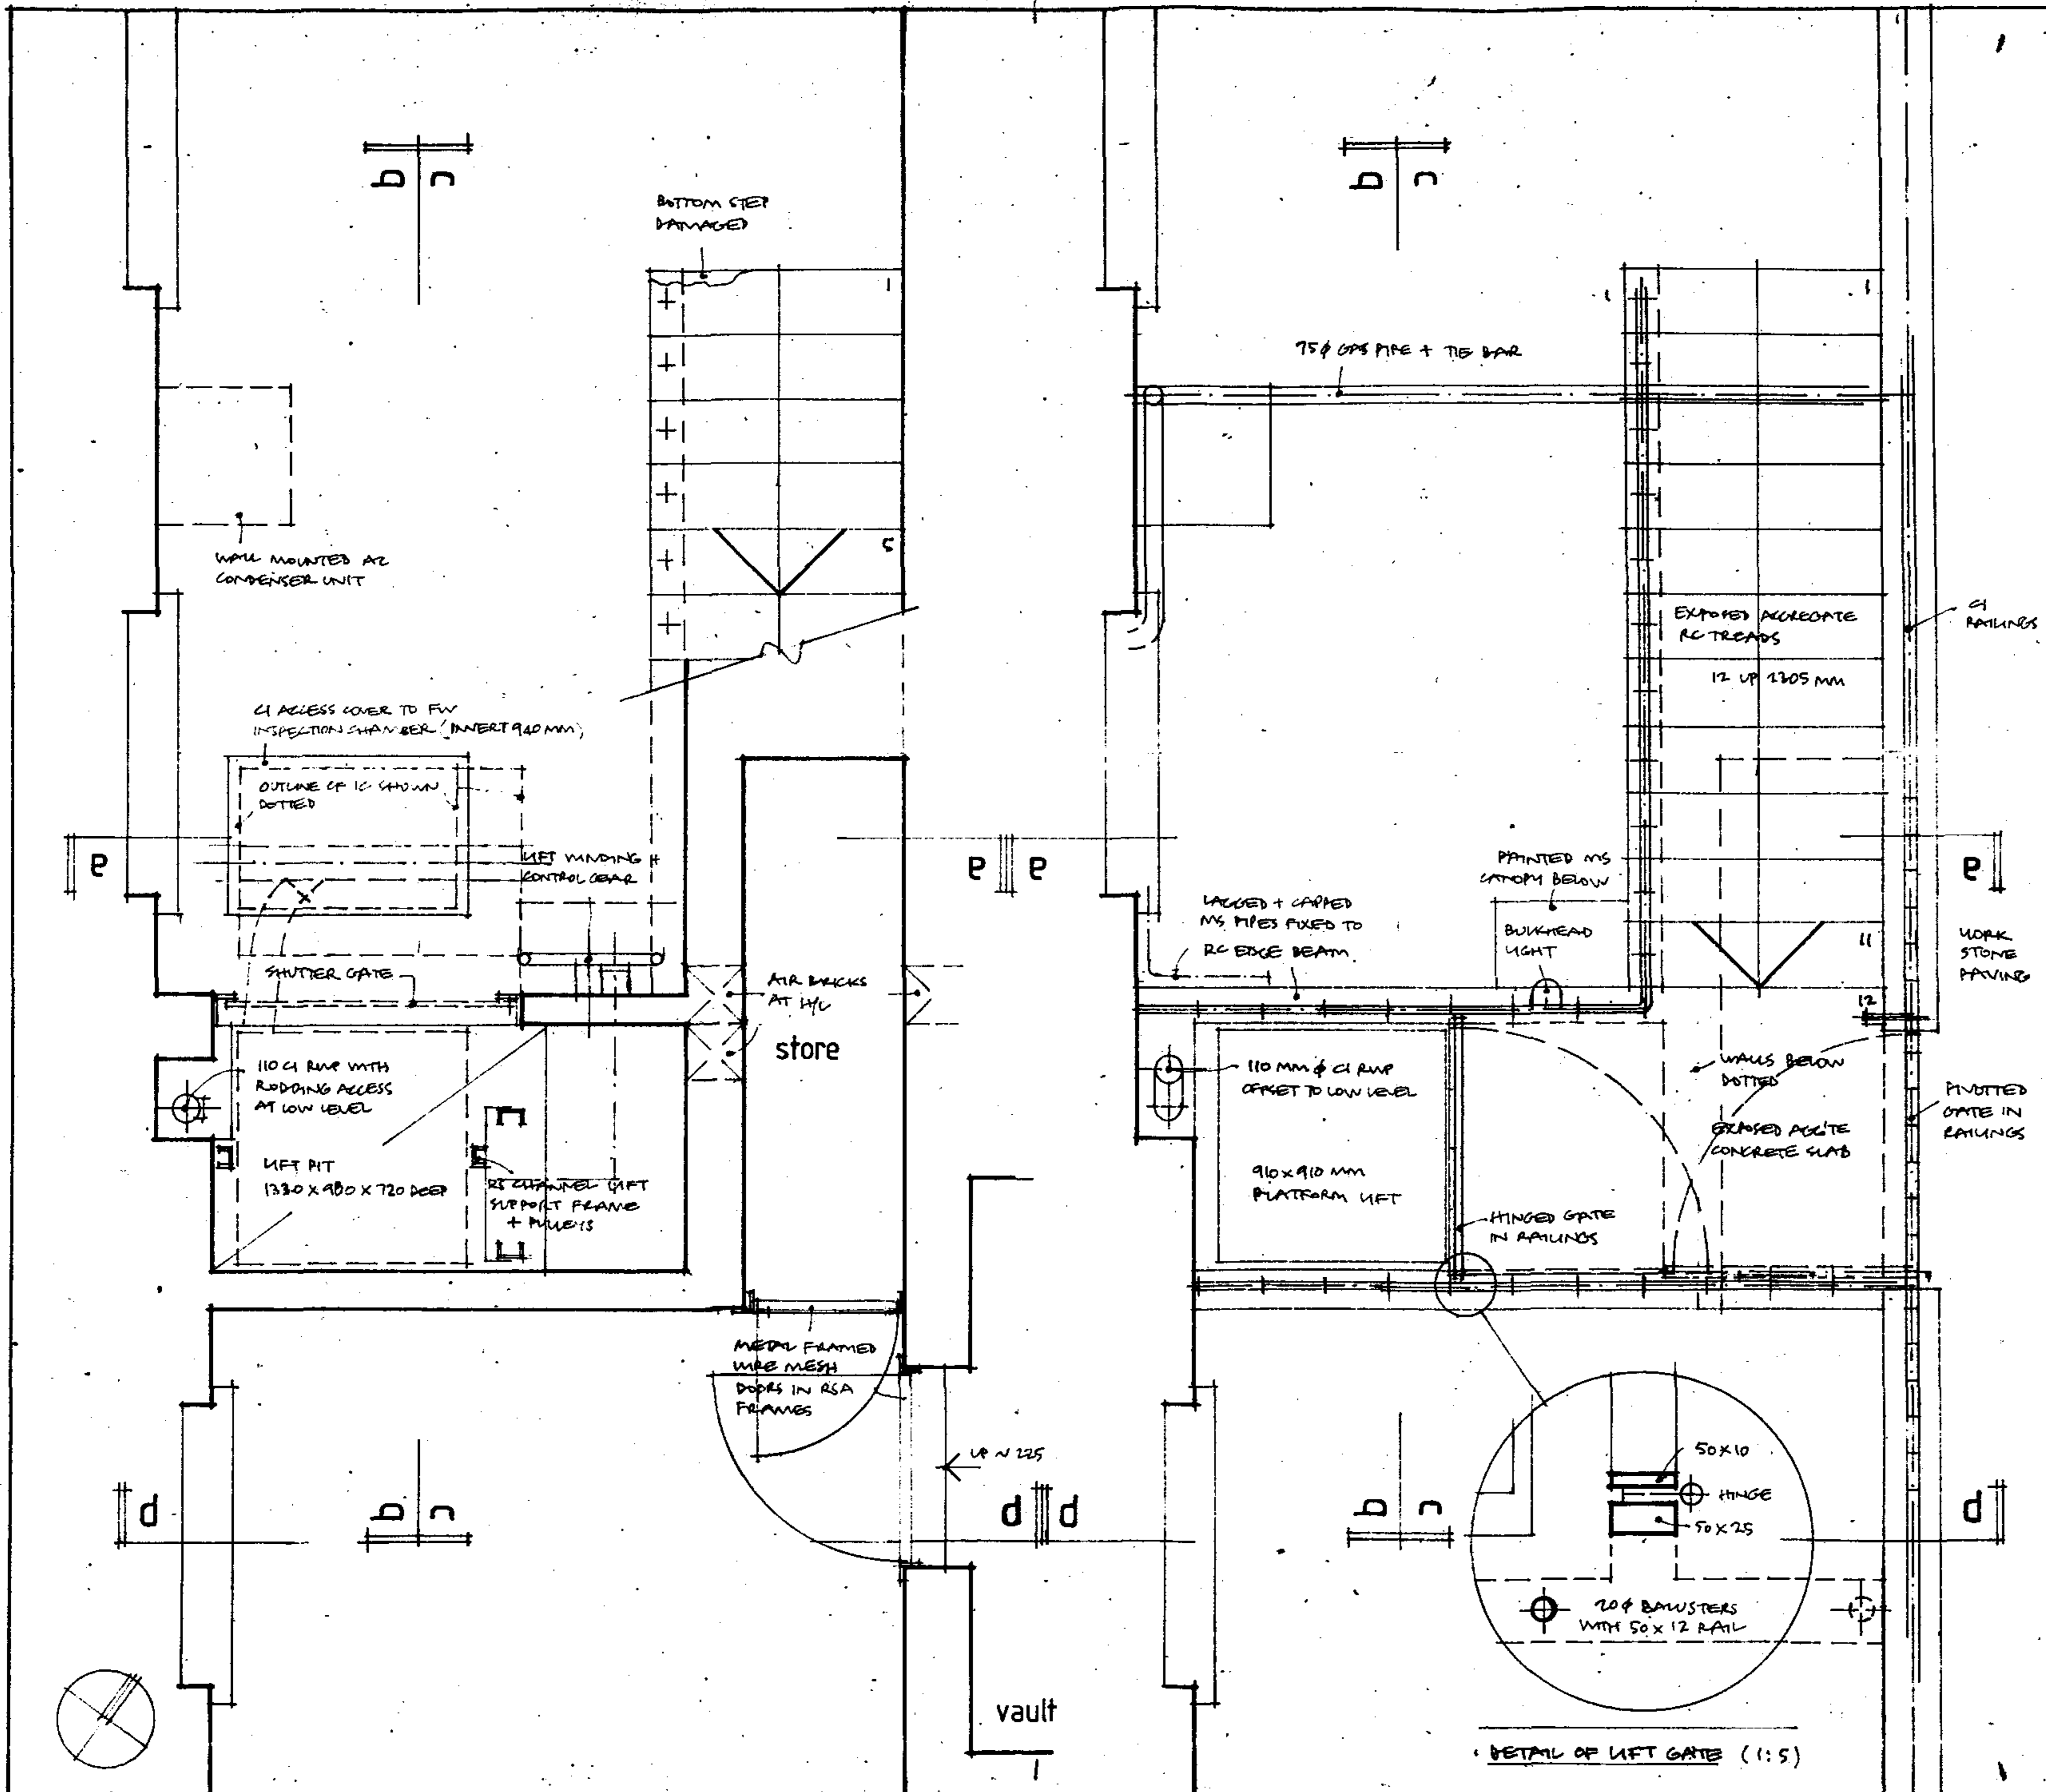 b c
b c
BOTTOM STEP
DAMAGED
1
1
1
75ϕ GAS PIPE + TIE BAR
5
WALL MOUNTED AC
CONDENSER UNIT
EXPOSED AGGREGATE
RC TREADS
12 UP 2305 MM
CI
RAILINGS
CI ACCESS COVER TO FW
INSPECTION CHAMBER (INVERT 940 MM)
OUTLINE OF IC SHOWN
DOTTED
LIFT WINDING +
CONTROL GEAR
a
a a
a
PAINTED MS
CANOPY BELOW
LAGGED + CAPPED
MS PIPES FIXED TO
RC EDGE BEAM
BULKHEAD
LIGHT
11
YORK
STONE
PAVING
SHUTTER GATE
AIR BRICKS
AT H/L
12
store
110 CI RWP WITH
RODDING ACCESS
AT LOW LEVEL
110 MM ϕ CI RWP
OFFSET TO LOW LEVEL
WALLS BELOW
DOTTED
PIVOTTED
GATE IN
RAILINGS
EXPOSED AGG'TE
CONCRETE SLAB
LIFT PIT
1330 x 980 x 720 DEEP
RS CHANNEL LIFT
SUPPORT FRAME
+ PULLEYS
910 x 910 MM
PLATFORM LIFT
HINGED GATE
IN RAILINGS
METAL FRAMED
WIRE MESH
DOORS IN RSA
FRAMES
UP ~ 225
50 x 10
HINGE
50 x 25
d
b c
d d
b c
d
20ϕ BALUSTERS
WITH 50 x 12 RAIL
vault
DETAIL OF LIFT GATE (1:5)